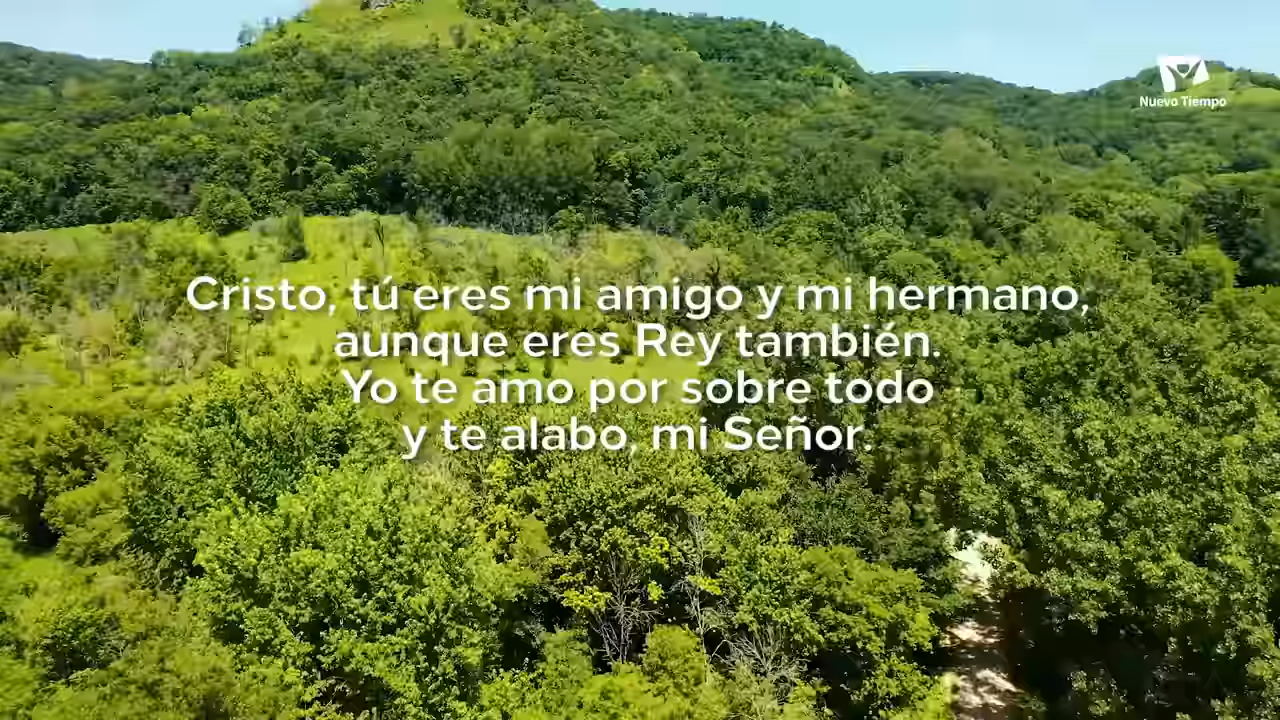 Nuevo Tiempo
Cristo, tú eres mi amigo y mi hermano,
aunque eres Rey también.
Yo te amo por sobre todo
y te alabo, mi Señor.